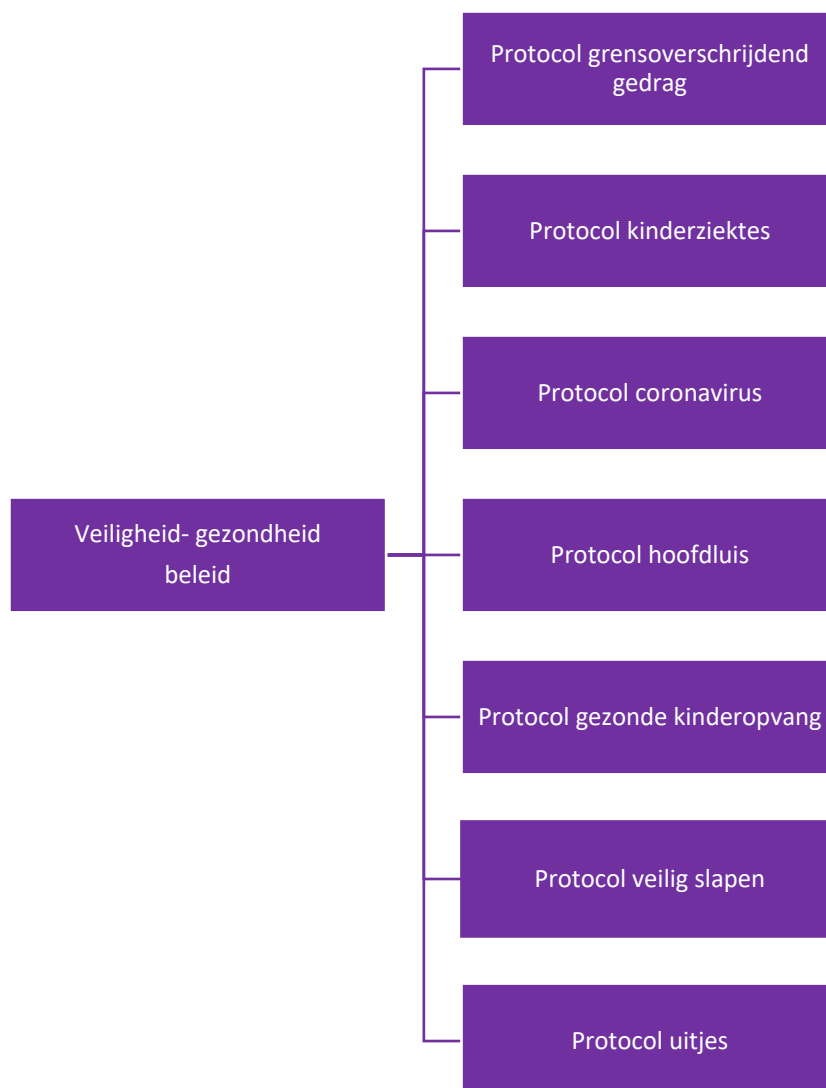 Protocol grensoverschrijdend
gedrag
Protocol kinderziektes
Protocol coronavirus
Veiligheid- gezondheid
beleid
Protocol hoofdluis
Protocol gezonde kinderopvang
Protocol veilig slapen
Protocol uitjes